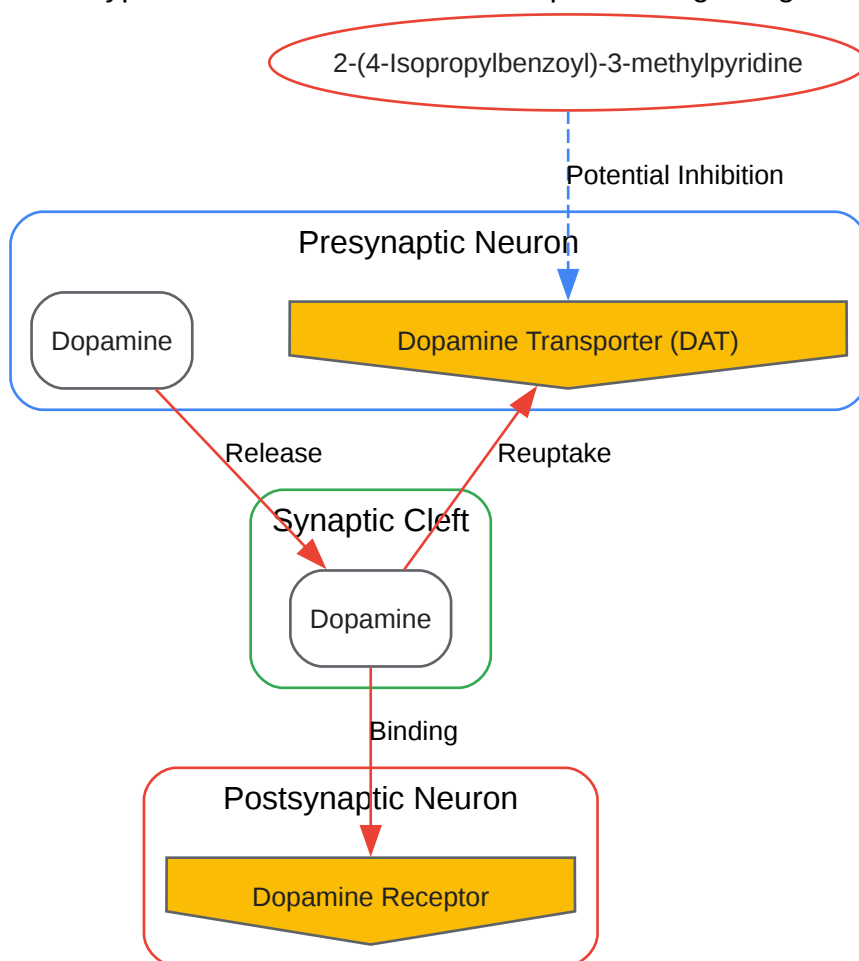 2-(4-Isopropylbenzoyl)-3-methylpyridine
Potential Inhibition
Presynaptic Neuron
Dopamine
Dopamine Transporter (DAT)
Release
Reuptake
Synaptic Cleft
Dopamine
Binding
Postsynaptic Neuron
Dopamine Receptor